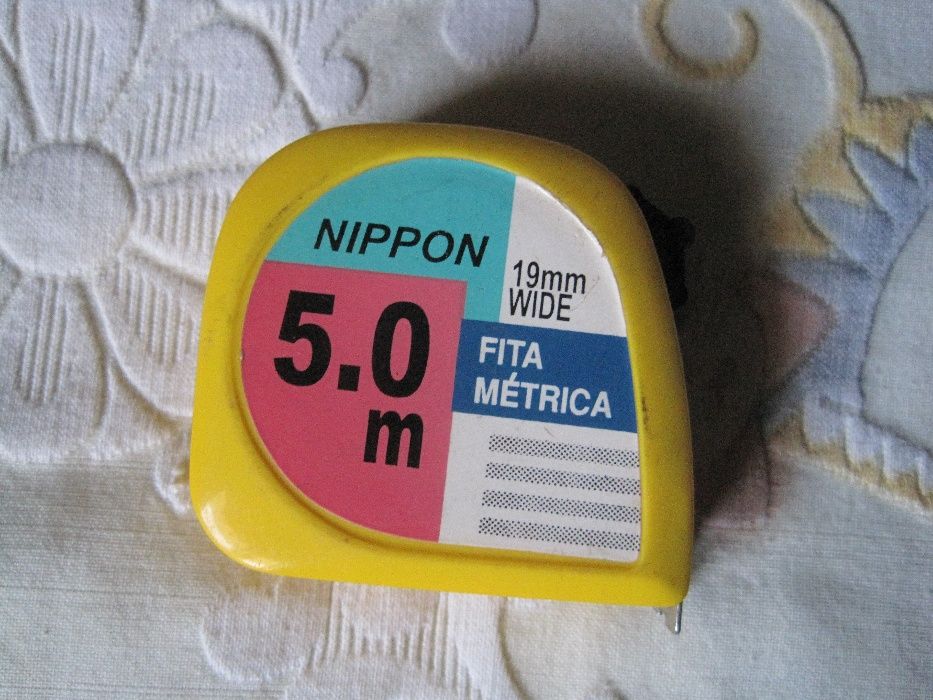 NIPPON
19mm
WIDE
5.0
m
FITA
MÉTRICA